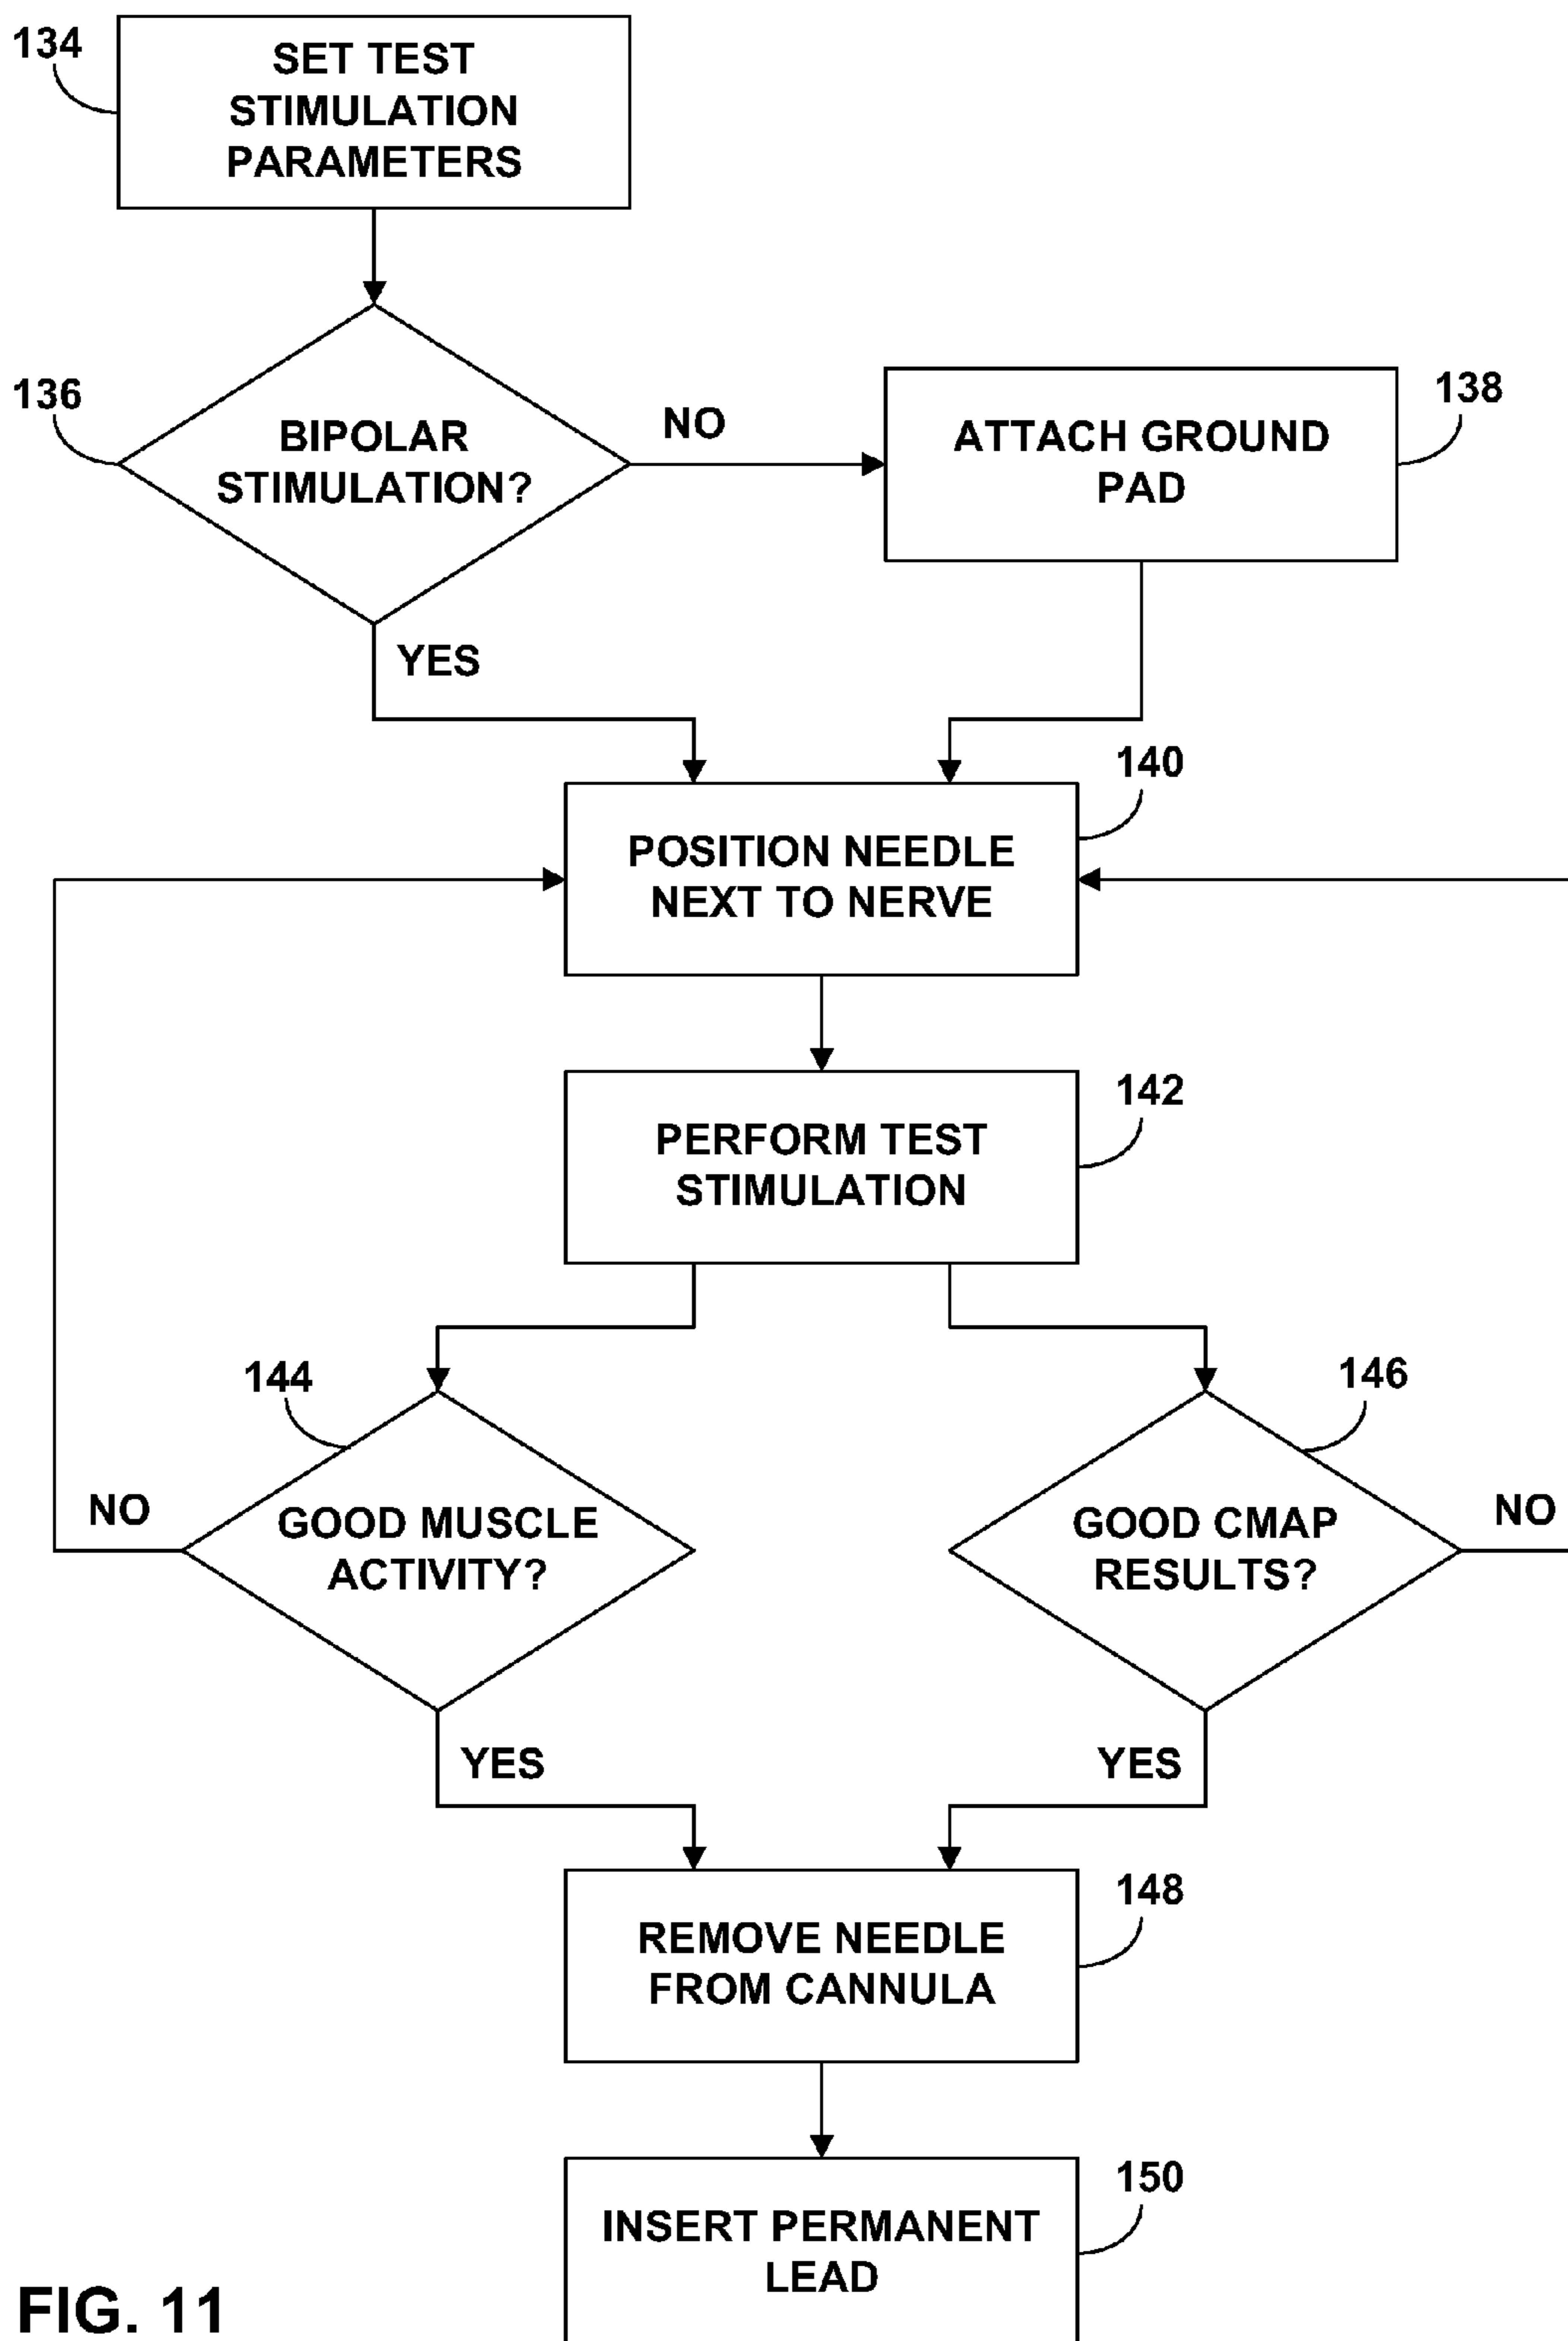 134
SET TEST
STIMULATION
PARAMETERS
136
BIPOLAR
STIMULATION?
NO
138
ATTACH GROUND
PAD
YES
140
POSITION NEEDLE
NEXT TO NERVE
142
PERFORM TEST
STIMULATION
144
146
NO
GOOD MUSCLE
ACTIVITY?
GOOD CMAP
RESULTS?
NO
YES
YES
148
REMOVE NEEDLE
FROM CANNULA
150
INSERT PERMANENT
LEAD
FIG. 11